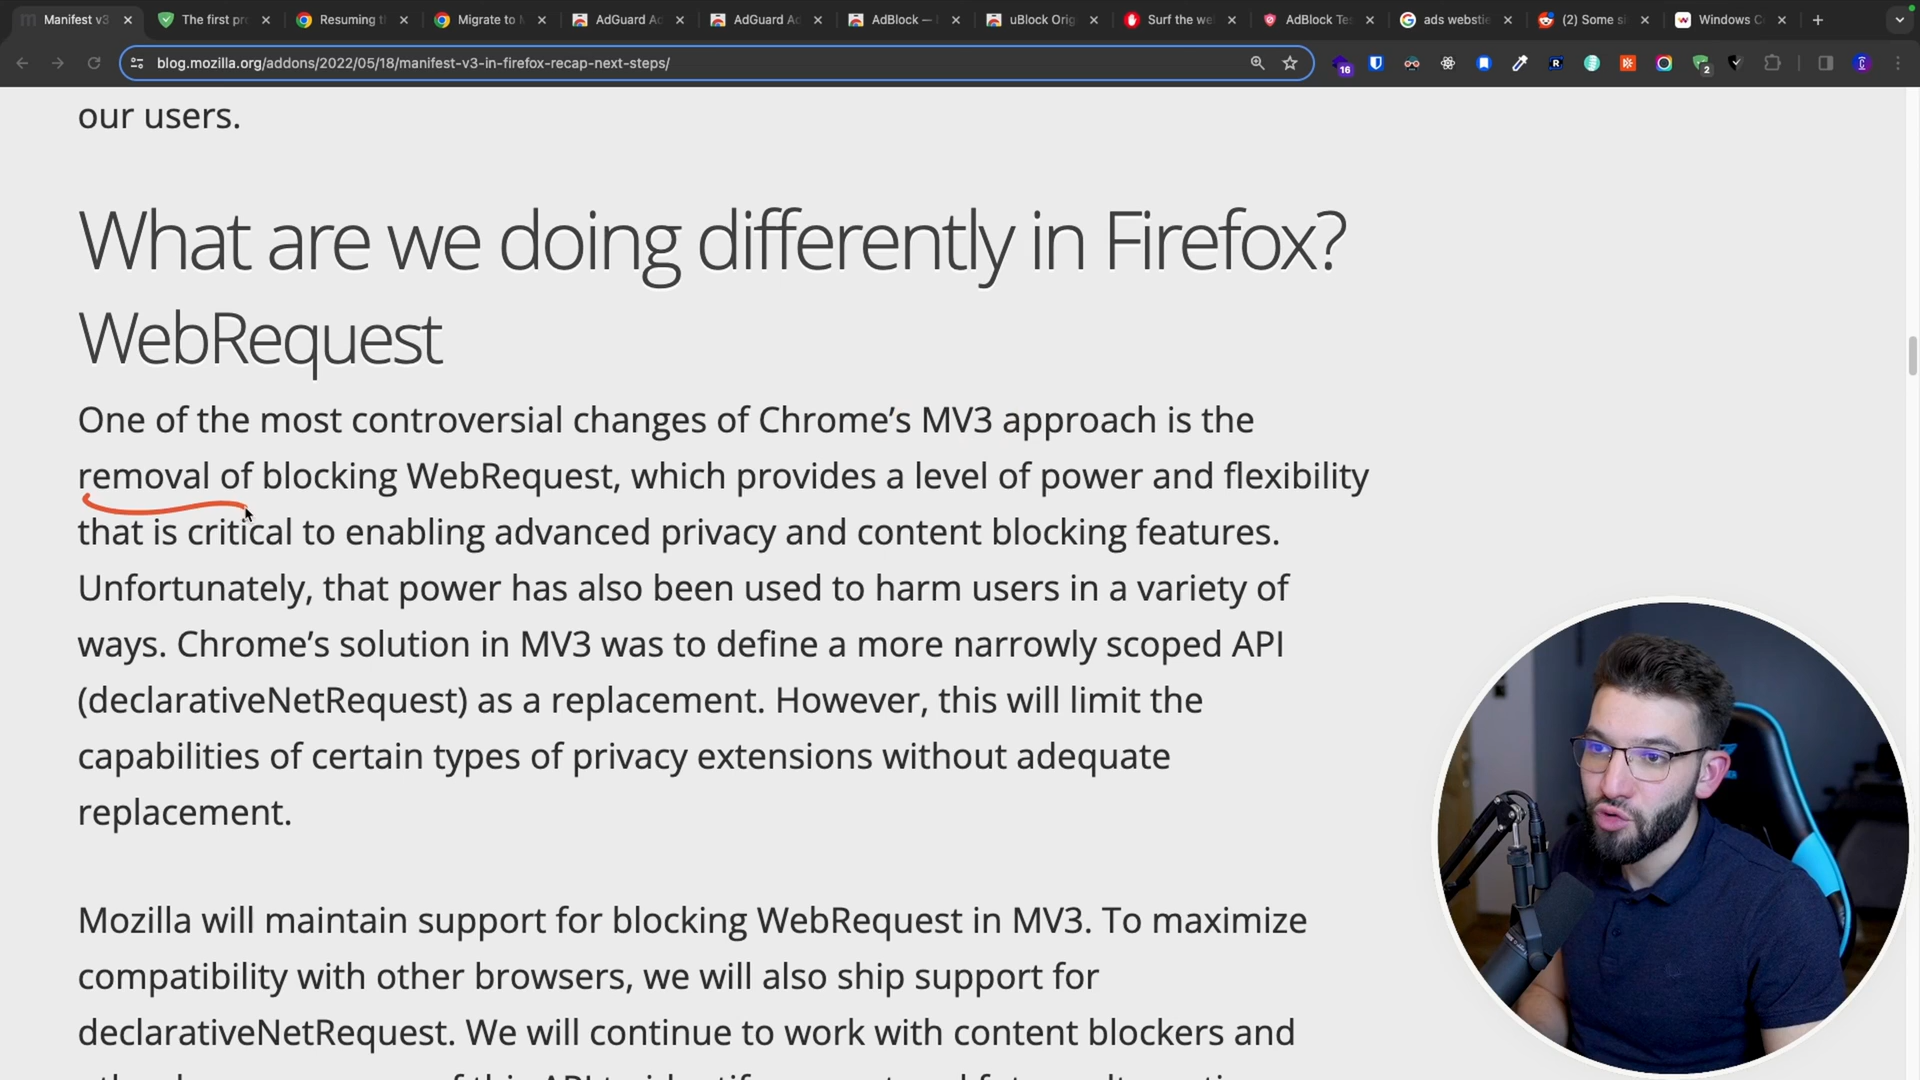 Manifest v3
The first pr
Resuming t
Migrate to M
AdGuard Ad
AdGuard Ad
AdBlock —
uBlock Orig
Surf the we
AdBlock Tes
ads webstie
(2) Some si
Windows C
blog.mozilla.org/addons/2022/05/18/manifest-v3-in-firefox-recap-next-steps/
16
2
our users.
What are we doing differently in Firefox?
WebRequest
One of the most controversial changes of Chrome’s MV3 approach is the
removal of blocking WebRequest, which provides a level of power and flexibility
that is critical to enabling advanced privacy and content blocking features.
Unfortunately, that power has also been used to harm users in a variety of
ways. Chrome’s solution in MV3 was to define a more narrowly scoped API
(declarativeNetRequest) as a replacement. However, this will limit the
capabilities of certain types of privacy extensions without adequate
replacement.
Mozilla will maintain support for blocking WebRequest in MV3. To maximize
compatibility with other browsers, we will also ship support for
declarativeNetRequest. We will continue to work with content blockers and